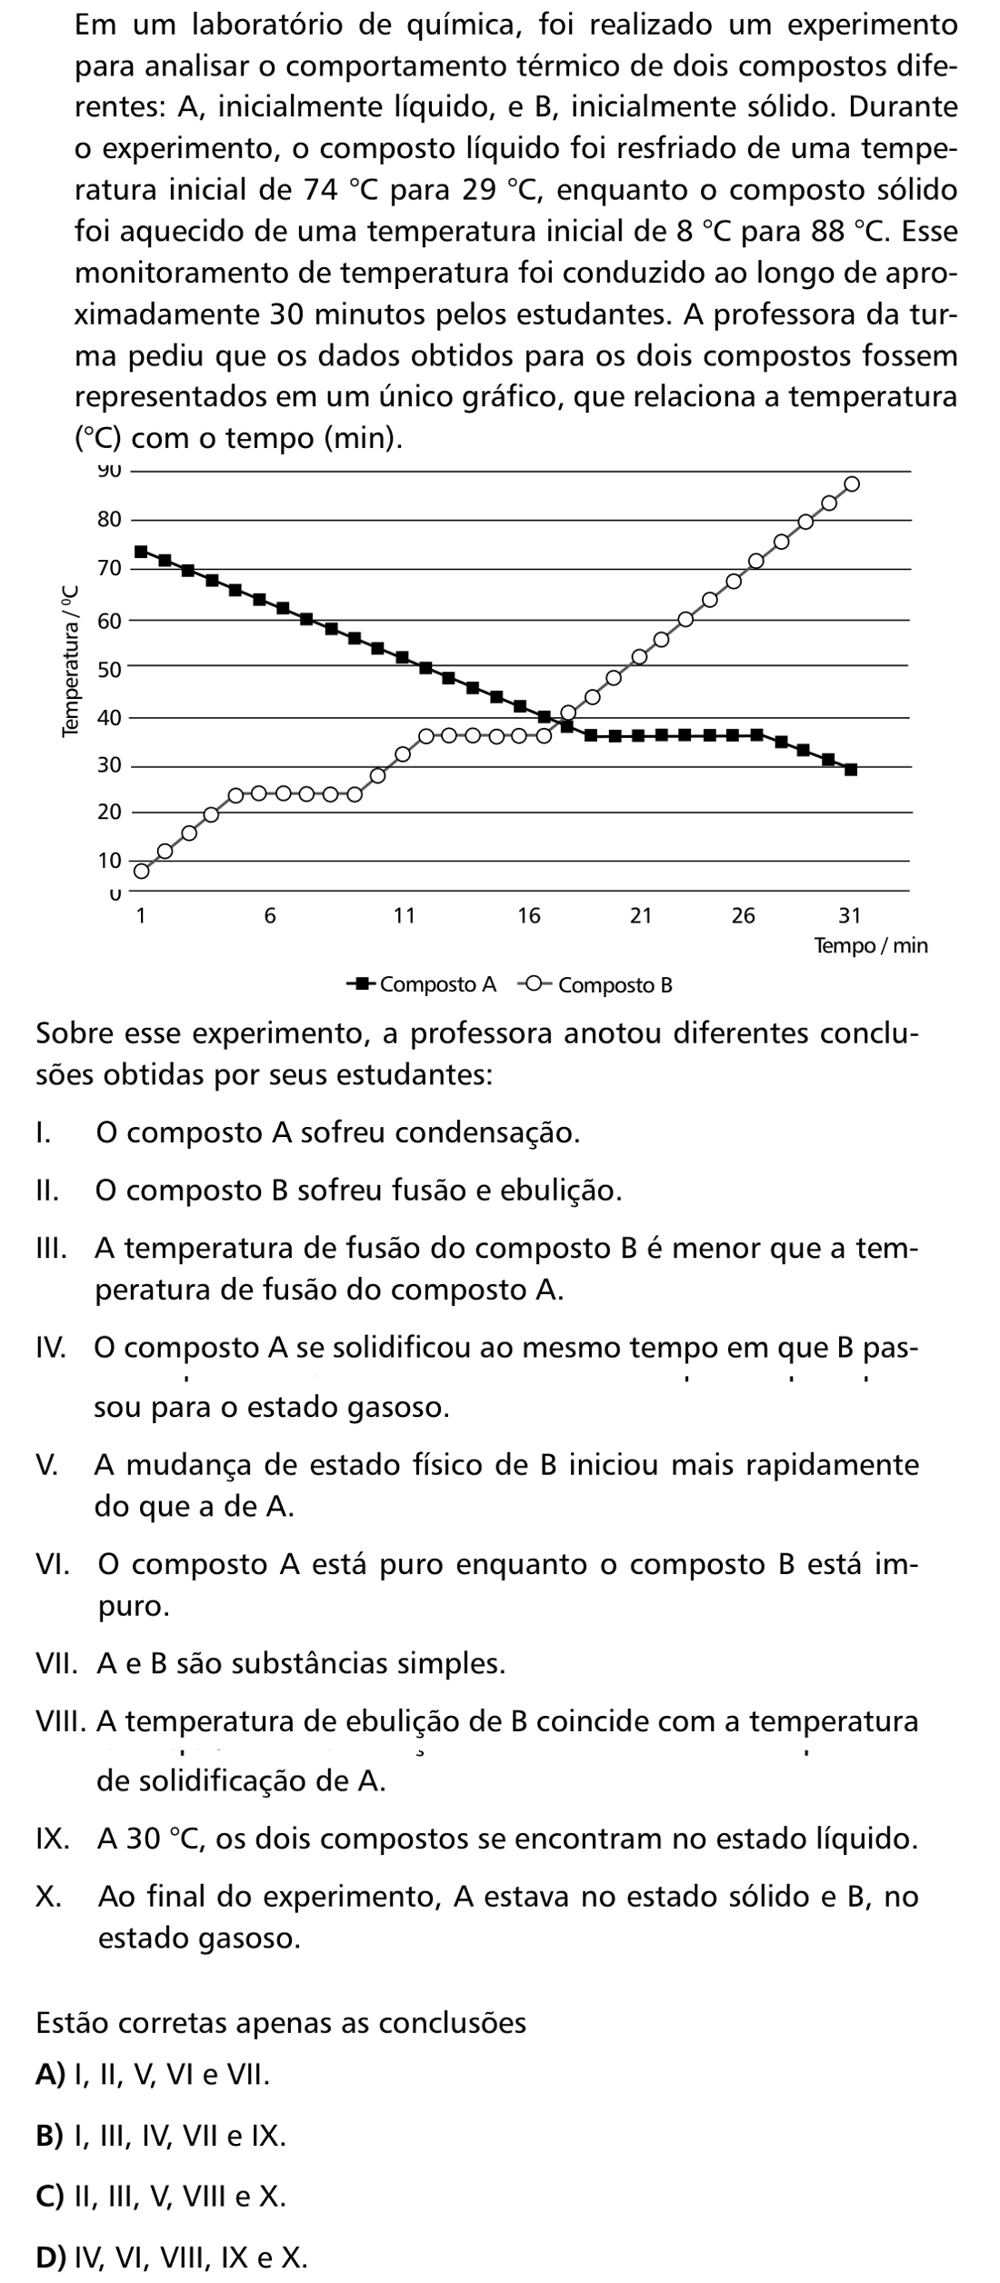 Em um laboratório de química, foi realizado um experimento
para analisar o comportamento térmico de dois compostos dife-
rentes: A, inicialmente líquido, e B, inicialmente sólido. Durante
o experimento, o composto líquido foi resfriado de uma tempe-
ratura inicial de 74 °C para 29 °C, enquanto o composto sólido
foi aquecido de uma temperatura inicial de 8 °C para 88 °C. Esse
monitoramento de temperatura foi conduzido ao longo de apro-
ximadamente 30 minutos pelos estudantes. A professora da tur-
ma pediu que os dados obtidos para os dois compostos fossem
representados em um único gráfico, que relaciona a temperatura
(°C) com o tempo (min).
90
80
70
60
50
40
30
20
10
0
Temperatura / ⁰C
1 6 11 16 21 26 31
Tempo / min
Composto A Composto B
Sobre esse experimento, a professora anotou diferentes conclu-
sões obtidas por seus estudantes:
I. O composto A sofreu condensação.
II. O composto B sofreu fusão e ebulição.
III. A temperatura de fusão do composto B é menor que a tem-
peratura de fusão do composto A.
IV. O composto A se solidificou ao mesmo tempo em que B pas-
sou para o estado gasoso.
V. A mudança de estado físico de B iniciou mais rapidamente
do que a de A.
VI. O composto A está puro enquanto o composto B está im-
puro.
VII. A e B são substâncias simples.
VIII. A temperatura de ebulição de B coincide com a temperatura
de solidificação de A.
IX. A 30 °C, os dois compostos se encontram no estado líquido.
X. Ao final do experimento, A estava no estado sólido e B, no
estado gasoso.
Estão corretas apenas as conclusões
A) I, II, V, VI e VII.
B) I, III, IV, VII e IX.
C) II, III, V, VIII e X.
D) IV, VI, VIII, IX e X.